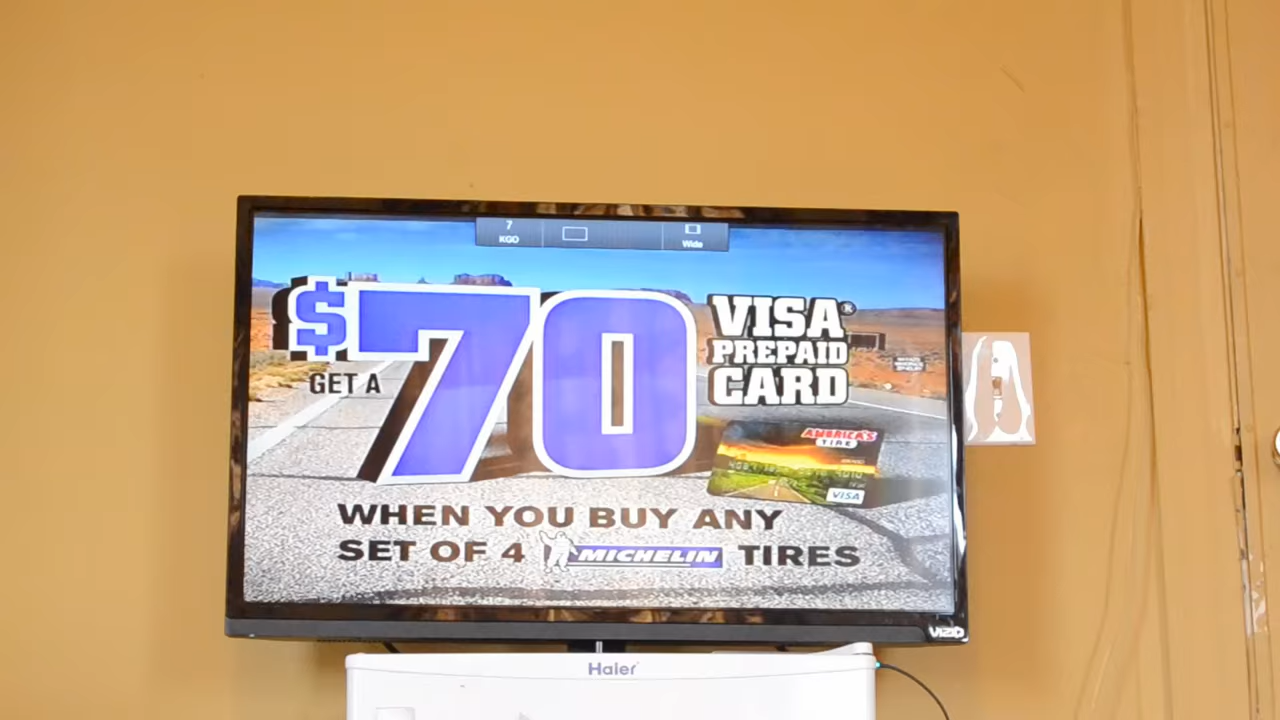 7
KGO
Wide
$70
GET A
VISA®
PREPAID
CARD
AMERICA'S
TIRE
VISA
WHEN YOU BUY ANY
SET OF 4 MICHELIN TIRES
VIZIO
Haier